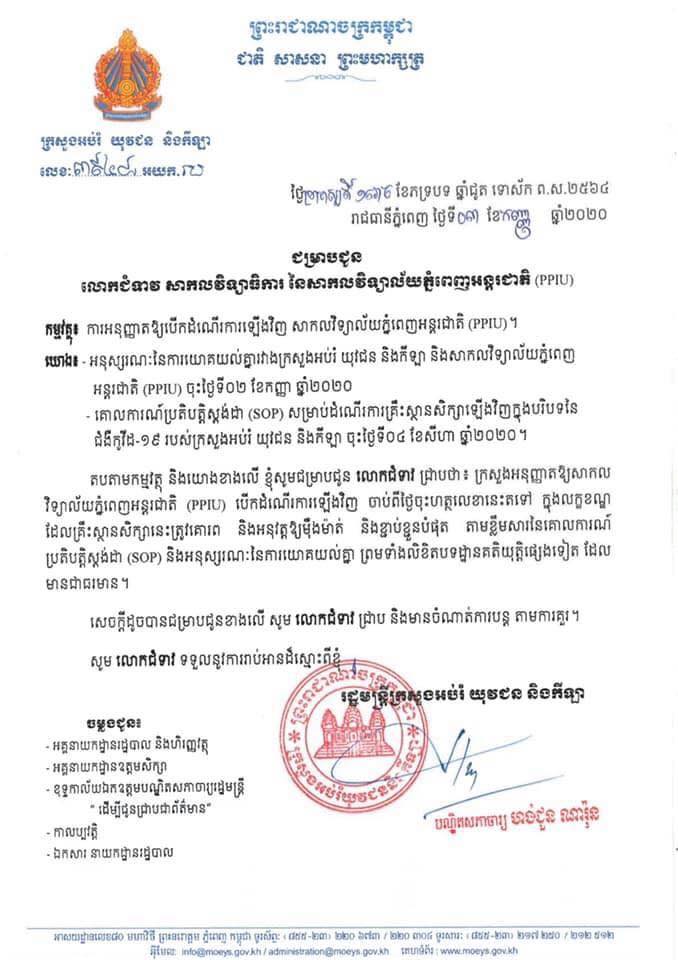 ព្រះរាជាណាចក្រកម្ពុជា
ជាតិ សាសនា ព្រះមហាក្សត្រ
ក្រសួងអប់រំ យុវជន និងកីឡា
លេខ: អយក.
ថ្ងៃ ខែភទ្របទ ឆ្នាំជូត ទោស័ក ព.ស.២៥៦៤
រាជធានីភ្នំពេញ ថ្ងៃទី ខែកញ្ញា ឆ្នាំ២០២០
ជម្រាបជូន
លោកជំទាវ សាកលវិទ្យាធិការ នៃសាកលវិទ្យាល័យភ្នំពេញអន្តរជាតិ (PPIU)
កម្មវត្ថុ៖ ការអនុញ្ញាតឱ្យបើកដំណើរការឡើងវិញ សាកលវិទ្យាល័យភ្នំពេញអន្តរជាតិ (PPIU)។
យោង៖ - អនុស្សរណៈនៃការយោគយល់គ្នារវាងក្រសួងអប់រំ យុវជន និងកីឡា និងសាកលវិទ្យាល័យភ្នំពេញ
អន្តរជាតិ (PPIU) ចុះថ្ងៃទី០២ ខែកញ្ញា ឆ្នាំ២០២០
- គោលការណ៍ប្រតិបត្តិស្តង់ដា (SOP) សម្រាប់ដំណើរការគ្រឹះស្ថានសិក្សាឡើងវិញក្នុងបរិបទនៃ
ជំងឺកូវីដ-១៩ របស់ក្រសួងអប់រំ យុវជន និងកីឡា ចុះថ្ងៃទី០៤ ខែសីហា ឆ្នាំ២០២០។
តបតាមកម្មវត្ថុ និងយោងខាងលើ ខ្ញុំសូមជម្រាបជូន លោកជំទាវ ជ្រាបថា៖ ក្រសួងអនុញ្ញាតឱ្យសាកល
វិទ្យាល័យភ្នំពេញអន្តរជាតិ (PPIU) បើកដំណើរការឡើងវិញ ចាប់ពីថ្ងៃចុះហត្ថលេខានេះតទៅ ក្នុងលក្ខខណ្ឌ
ដែលគ្រឹះស្ថានសិក្សានេះត្រូវគោរព និងអនុវត្តឱ្យម៉ឺងម៉ាត់ និងខ្ជាប់ខ្ជួនបំផុត តាមខ្លឹមសារនៃគោលការណ៍
ប្រតិបត្តិស្តង់ដា (SOP) និងអនុស្សរណៈនៃការយោគយល់គ្នា ព្រមទាំងលិខិតបទដ្ឋានគតិយុត្តិផ្សេងទៀត ដែល
មានជាធរមាន។
សេចក្តីដូចបានជម្រាបជូនខាងលើ សូម លោកជំទាវ ជ្រាប និងមានចំណាត់ការបន្ត តាមការគួរ។
សូម លោកជំទាវ ទទួលនូវការរាប់អានដ៏ស្មោះពីខ្ញុំ
រដ្ឋមន្ត្រីក្រសួងអប់រំ យុវជន និងកីឡា
ព្រះរាជាណាចក្រកម្ពុជា
ក្រសួងអប់រំយុវជននិងកីឡា
បណ្ឌិតសភាចារ្យ ហង់ជួន ណារ៉ុន
ចម្លងជូន៖
- អគ្គនាយកដ្ឋានរដ្ឋបាល និងហិរញ្ញវត្ថុ
- អគ្គនាយកដ្ឋានឧត្តមសិក្សា
- ខុទ្ទកាល័យឯកឧត្តមបណ្ឌិតសភាចារ្យរដ្ឋមន្ត្រី
"ដើម្បីជូនជ្រាបជាព័ត៌មាន"
- កាលប្បវត្តិ
- ឯកសារ នាយកដ្ឋានរដ្ឋបាល
អាសយដ្ឋានលេខ៨០ មហាវិថី ព្រះនរោត្តម ភ្នំពេញ កម្ពុជា ទូរស័ព្ទ: (៨៥៥-២៣) ២២០ ៦៧៣ / ២២០ ៣០៤ ទូរសារ: (៨៥៥-២៣) ២១៧ ២៥០ / ២១២ ៥១២
អ៊ីមែល: info@moeys.gov.kh / administration@moeys.gov.kh គេហទំព័រ: www.moeys.gov.kh